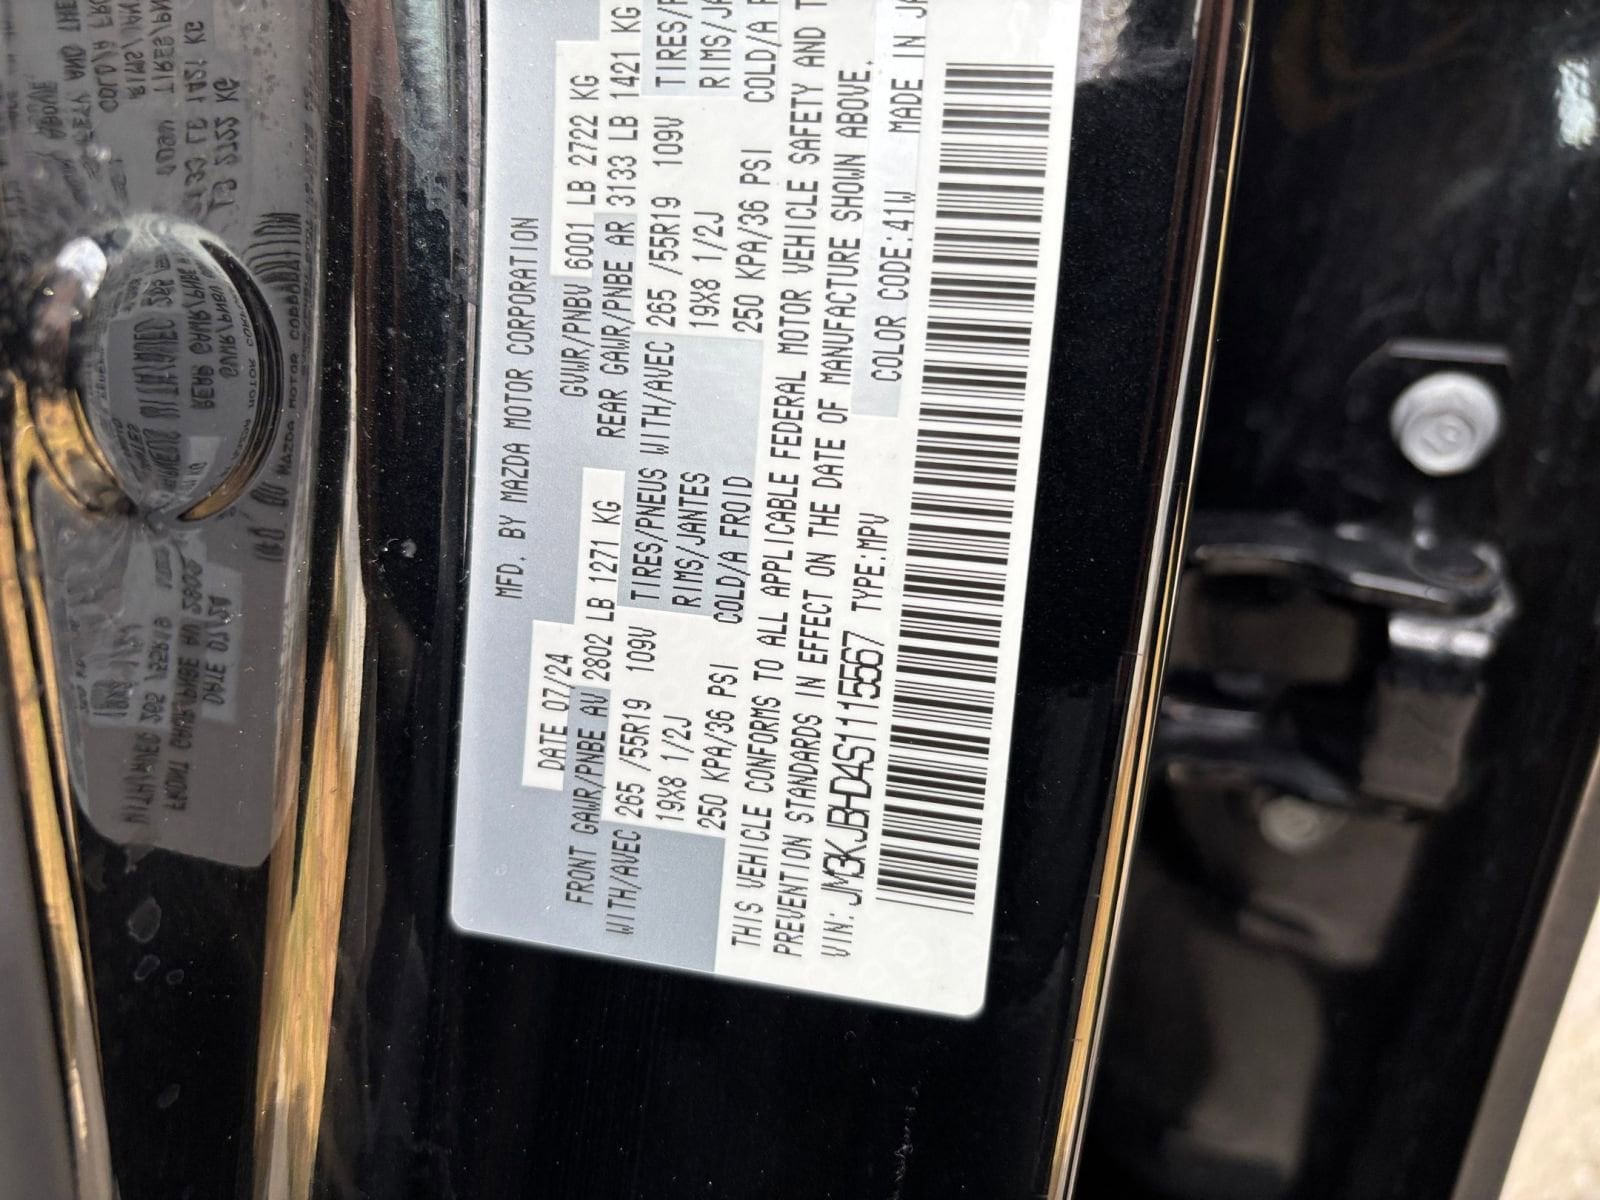 MFD. BY MAZDA MOTOR CORPORATION
DATE 07/24 GVWR/PNBV 6001 LB 2722 KG
FRONT GAWR/PNBE AV 2802 LB 1271 KG REAR GAWR/PNBE AR 3133 LB 1421 KG
WITH/AVEC 265 /55R19 109V TIRES/PNEUS WITH/AVEC 265 /55R19 109V TIRES/P
19X8 1/2J RIMS/JANTES 19X8 1/2J RIMS/JA
250 KPA/36 PSI COLD/A FROID 250 KPA/36 PSI COLD/A F
THIS VEHICLE CONFORMS TO ALL APPLICABLE FEDERAL MOTOR VEHICLE SAFETY AND T
PREVENTION STANDARDS IN EFFECT ON THE DATE OF MANUFACTURE SHOWN ABOVE.
VIN: JM3KJBHD4S1115567 TYPE:MPV COLOR CODE:41W MADE IN JA